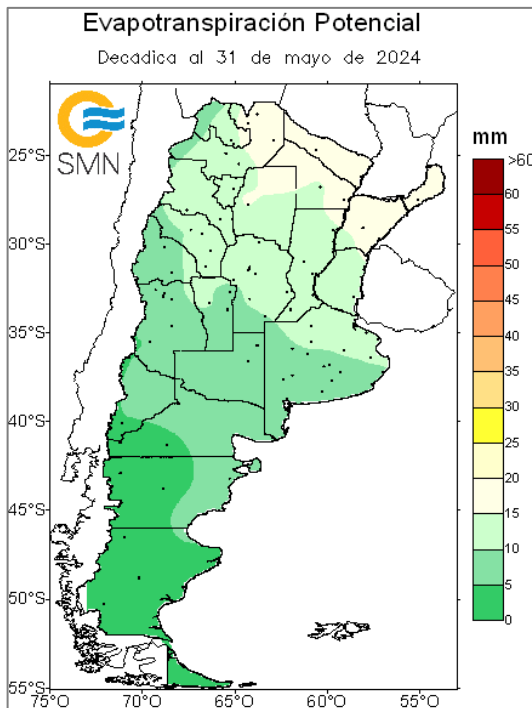 Evapotranspiración Potencial
Decadica al 31 de mayo de 2024
SMN
mm
>60
55
50
45
40
35
30
25
20
15
10
5
0
25°S
30°S
35°S
40°S
45°S
50°S
55°S
75°O
70°O
65°O
60°O
55°O